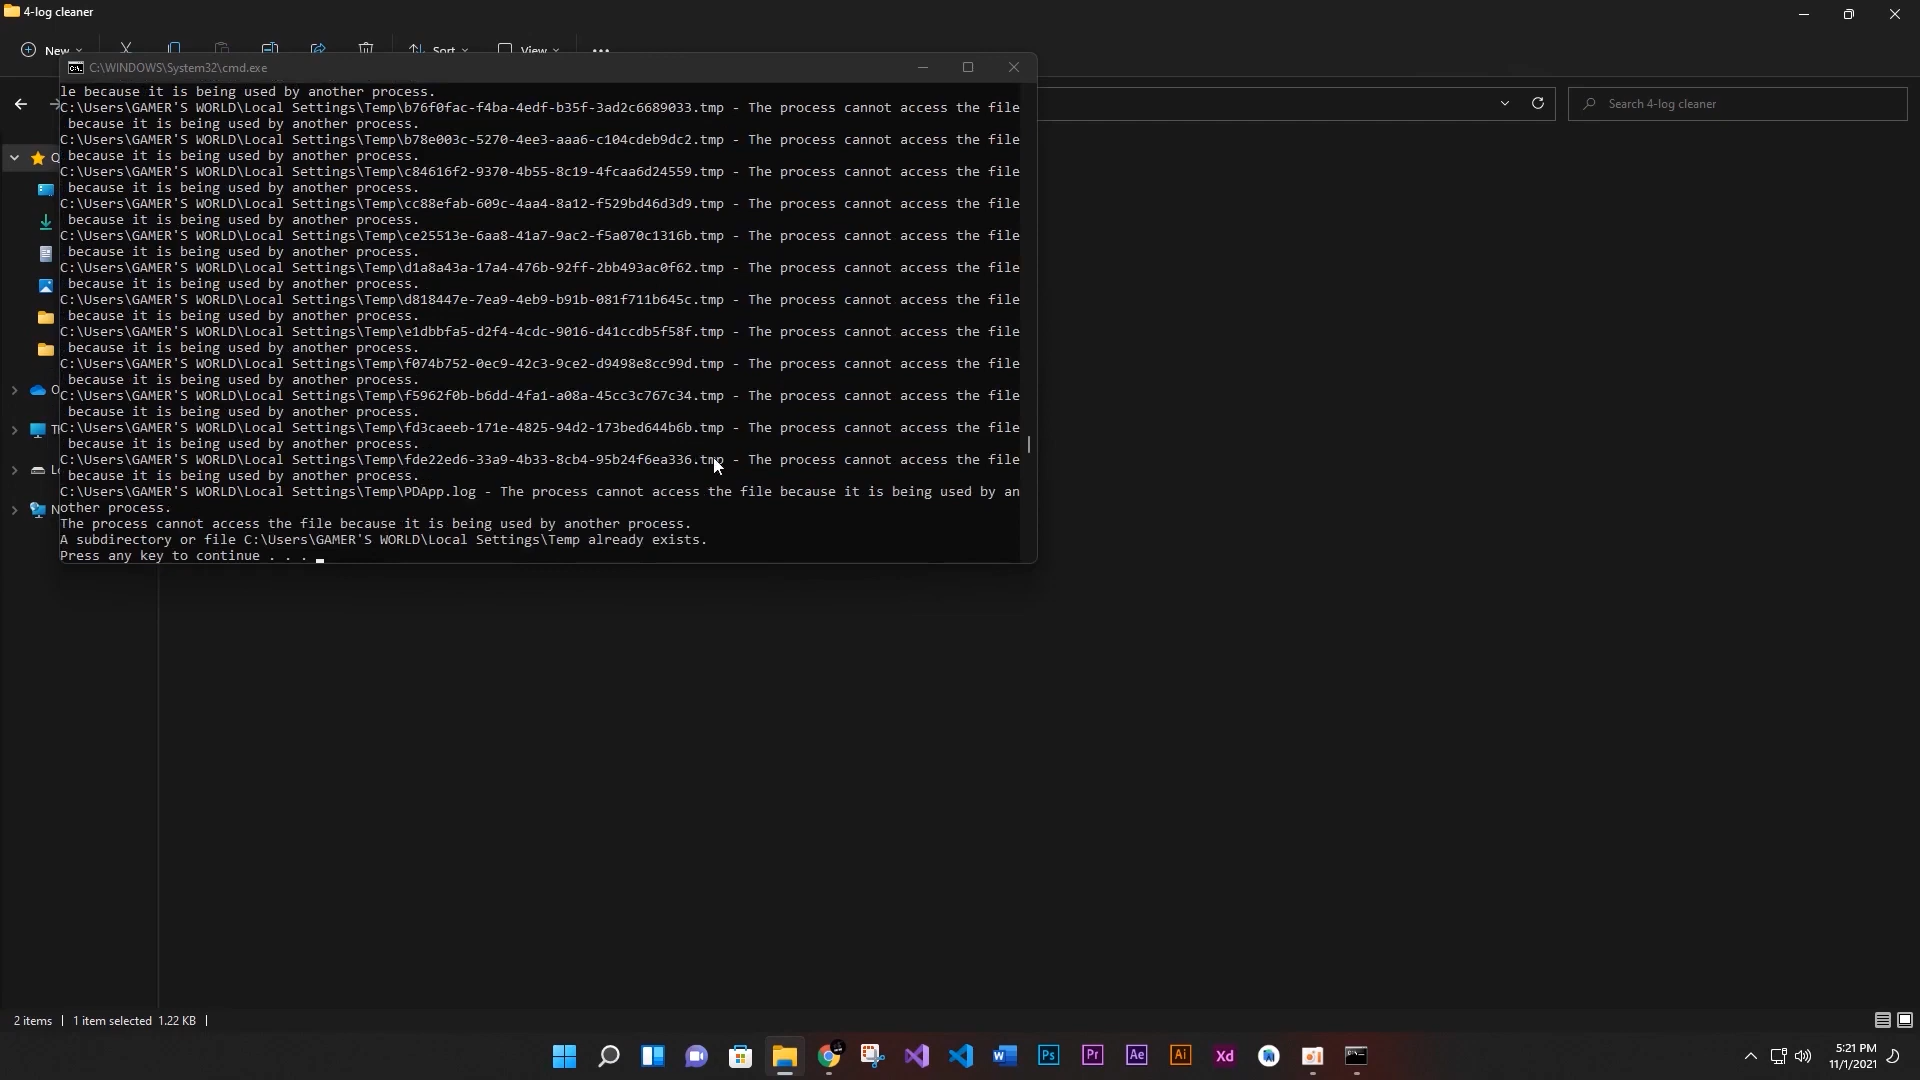 4-log cleaner
New
Sort
View
C:\WINDOWS\System32\cmd.exe
le because it is being used by another process.
C:\Users\GAMER'S WORLD\Local Settings\Temp\b76f0fac-f4ba-4edf-b35f-3ad2c6689033.tmp - The process cannot access the file
because it is being used by another process.
C:\Users\GAMER'S WORLD\Local Settings\Temp\b78e003c-5270-4ee3-aaa6-c104cdeb9dc2.tmp - The process cannot access the file
because it is being used by another process.
C:\Users\GAMER'S WORLD\Local Settings\Temp\c84616f2-9370-4b55-8c19-4fcaa6d24559.tmp - The process cannot access the file
because it is being used by another process.
C:\Users\GAMER'S WORLD\Local Settings\Temp\cc88efab-609c-4aa4-8a12-f529bd46d3d9.tmp - The process cannot access the file
because it is being used by another process.
C:\Users\GAMER'S WORLD\Local Settings\Temp\ce25513e-6aa8-41a7-9ac2-f5a070c1316b.tmp - The process cannot access the file
because it is being used by another process.
C:\Users\GAMER'S WORLD\Local Settings\Temp\d1a8a43a-17a4-476b-92ff-2bb493ac0f62.tmp - The process cannot access the file
because it is being used by another process.
C:\Users\GAMER'S WORLD\Local Settings\Temp\d818447e-7ea9-4eb9-b91b-081f711b645c.tmp - The process cannot access the file
because it is being used by another process.
C:\Users\GAMER'S WORLD\Local Settings\Temp\e1dbbfa5-d2f4-4cdc-9016-d41ccdb5f58f.tmp - The process cannot access the file
because it is being used by another process.
C:\Users\GAMER'S WORLD\Local Settings\Temp\f074b752-0ec9-42c3-9ce2-d9498e8cc99d.tmp - The process cannot access the file
because it is being used by another process.
C:\Users\GAMER'S WORLD\Local Settings\Temp\f5962f0b-b6dd-4fa1-a08a-45cc3c767c34.tmp - The process cannot access the file
because it is being used by another process.
C:\Users\GAMER'S WORLD\Local Settings\Temp\fd3caeeb-171e-4825-94d2-173bed644b6b.tmp - The process cannot access the file
because it is being used by another process.
C:\Users\GAMER'S WORLD\Local Settings\Temp\fde22ed6-33a9-4b33-8cb4-95b24f6ea336.tmp - The process cannot access the file
because it is being used by another process.
C:\Users\GAMER'S WORLD\Local Settings\Temp\PDApp.log - The process cannot access the file because it is being used by an
other process.
The process cannot access the file because it is being used by another process.
A subdirectory or file C:\Users\GAMER'S WORLD\Local Settings\Temp already exists.
Press any key to continue . . .
Search 4-log cleaner
2 items
1 item selected 1.22 KB
Ps
Pr
Ae
Ai
Xd
5:21 PM
11/1/2021